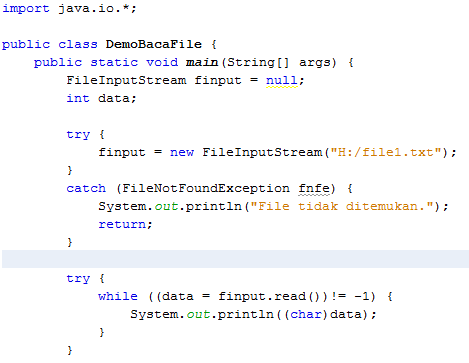 import java.io.*;
public class DemoBacaFile {
public static void main(String[] args) {
FileInputStream finput = null;
int data;
try {
finput = new FileInputStream("H:/file1.txt");
}
catch (FileNotFoundException fnfe) {
System.out.println("File tidak ditemukan.");
return;
}
try {
while ((data = finput.read())!= -1) {
System.out.println((char)data);
}
}